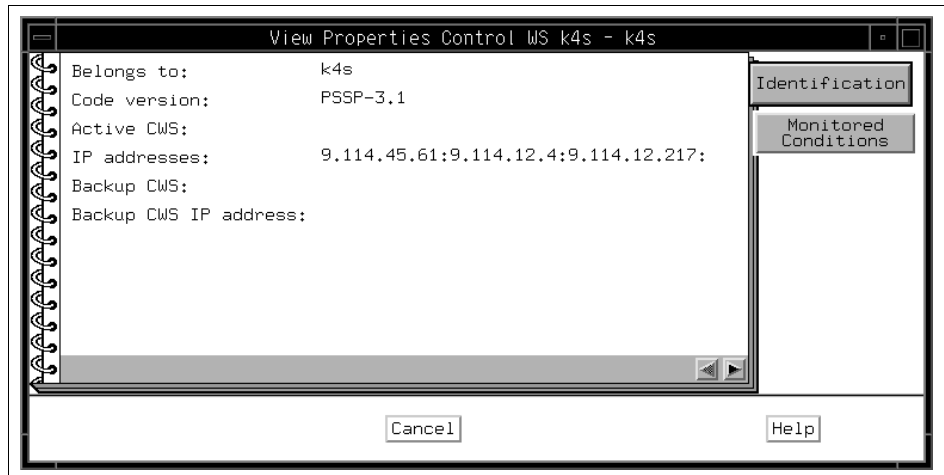 View Properties Control WS k4s - k4s
Belongs to: k4s
Code version: PSSP-3.1
Active CWS:
IP addresses: 9.114.45.61:9.114.12.4:9.114.12.217:
Backup CWS:
Backup CWS IP address:
Identification
Monitored
Conditions
Cancel
Help